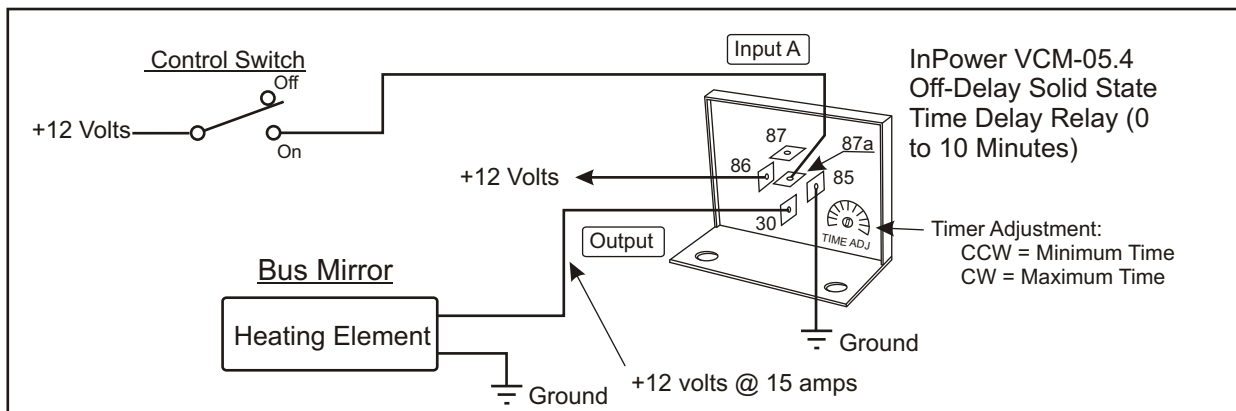 Control Switch
Off
+12 Volts
On
Input A
InPower VCM-05.4
Off-Delay Solid State
Time Delay Relay (0
to 10 Minutes)
87
87a
86
85
+12 Volts
30
TIME ADJ
Timer Adjustment:
CCW = Minimum Time
CW = Maximum Time
Output
Bus Mirror
Heating Element
Ground
Ground
+12 volts @ 15 amps